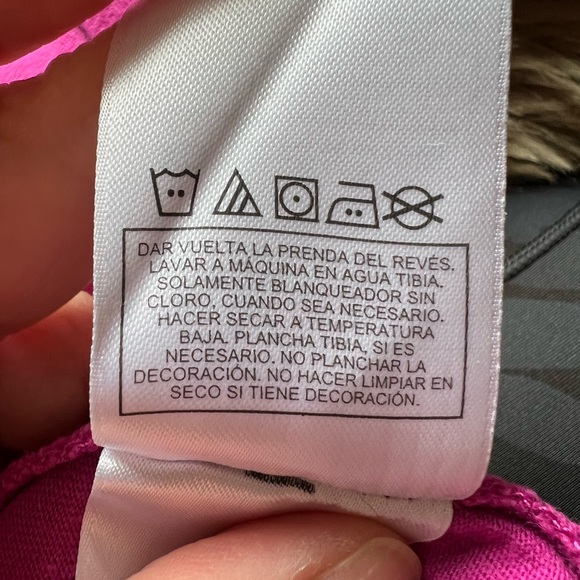 DAR VUELTA LA PRENDA DEL REVÉS.
LAVAR A MÁQUINA EN AGUA TIBIA.
SOLAMENTE BLANQUEADOR SIN
CLORO, CUANDO SEA NECESARIO.
HACER SECAR A TEMPERATURA
BAJA. PLANCHA TIBIA, SI ES
NECESARIO. NO PLANCHAR LA
DECORACIÓN. NO HACER LIMPIAR EN
SECO SI TIENE DECORACIÓN.